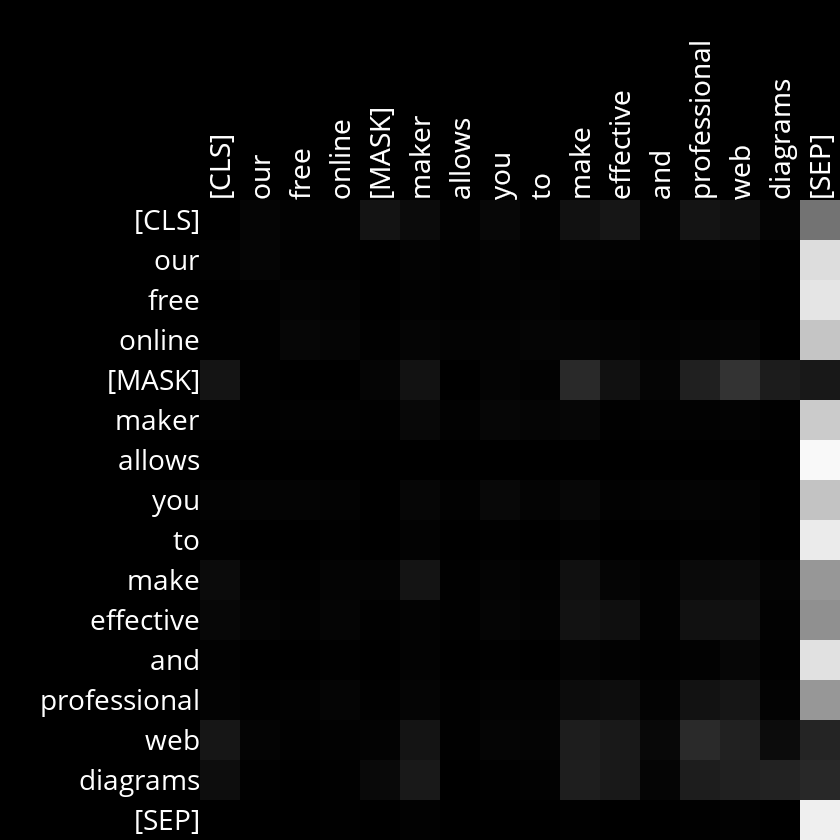 [CLS]
our
free
online
[MASK]
maker
allows
you
to
make
effective
and
professional
web
diagrams
[SEP]
[CLS]
our
free
online
[MASK]
maker
allows
you
to
make
effective
and
professional
web
diagrams
[SEP]